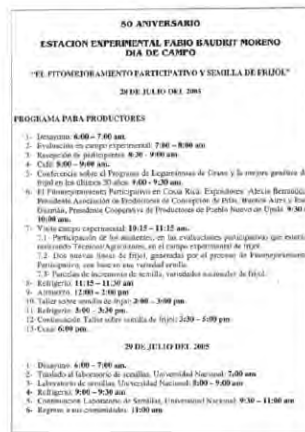 50 ANIVERSARIO
ESTACION EXPERIMENTAL FABIO BAUDRIT MORENO
DIA DE CAMPO
"EL FITOMEJORAMIENTO PARTICIPATIVO Y SEMILLA DE FRIJOL"
28 DE JULIO DEL 2005
PROGRAMA PARA PRODUCTORES
1- Desayuno: 6:00 – 7:00 am.
2- Evaluación en campo experimental: 7:00 – 8:00 am
3- Recepción de participantes: 8:30 - 9:00 am.
4- Café: 8:00 – 9:00 am.
5- Conferencia sobre el Programa de Leguminosas de Grano y la mejora genética de
frijol en los últimos 20 años: 9:00 - 9:30 am.
6- El Fitomejoramiento Participativo en Costa Rica: Expositores: Alexis
Presidente Asociación de Productores de Concepción de Pilas, Buenos Aires y
Guzmán, Presidente Cooperativa de Productores de Pueblo Nuevo de Upala. 9:30
10:00 am.
7- Visita campo experimental: 10:15 – 11:15 am.
7.1- Participación de los asistentes, en las evaluaciones participativas que están
realizando Técnicos/Agricultores, en el campo experimental de frijol.
7.2- Dos nuevas líneas de frijol, generadas por el proceso de Fitomejoramiento
Participativo, con base en una variedad criolla.
7.3- Parcelas de incremento de semilla, variedades nacionales de frijol.
8- Refrigerio: 11:15 – 11:30 am
9- Almuerzo: 12:00 – 2:00 pm
10- Taller sobre semilla de frijol: 2:00 – 3:00 pm.
11- Refrigerio: 3:00 – 3:30 pm.
12- Continuación Taller sobre semilla de frijol: 3:30 – 5:00 pm
13- Cena: 6:00 pm.
29 DE JULIO DEL 2005
1- Desayuno: 6:00 – 7:00 am.
2- Traslado al laboratorio de semillas, Universidad Nacional: 7:00 am
3- Laboratorio de semillas, Universidad Nacional: 8:00 – 9:00 am
4- Refrigerio: 9:00 – 9:30 am
5- Continuación Laboratorio de Semillas, Universidad Nacional: 9:30 – 11:00 am
6- Regreso a sus comunidades: 11:00 am